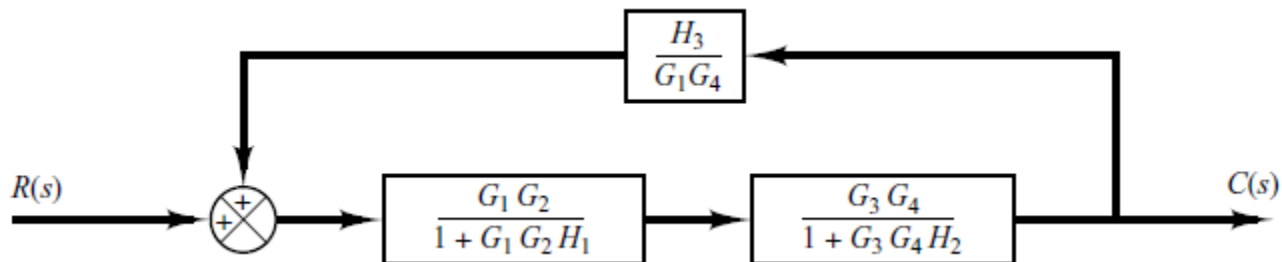 H₃
G₁G₄
R(s)
+
+
G₁ G₂
1 + G₁ G₂ H₁
G₃ G₄
1 + G₃ G₄ H₂
C(s)